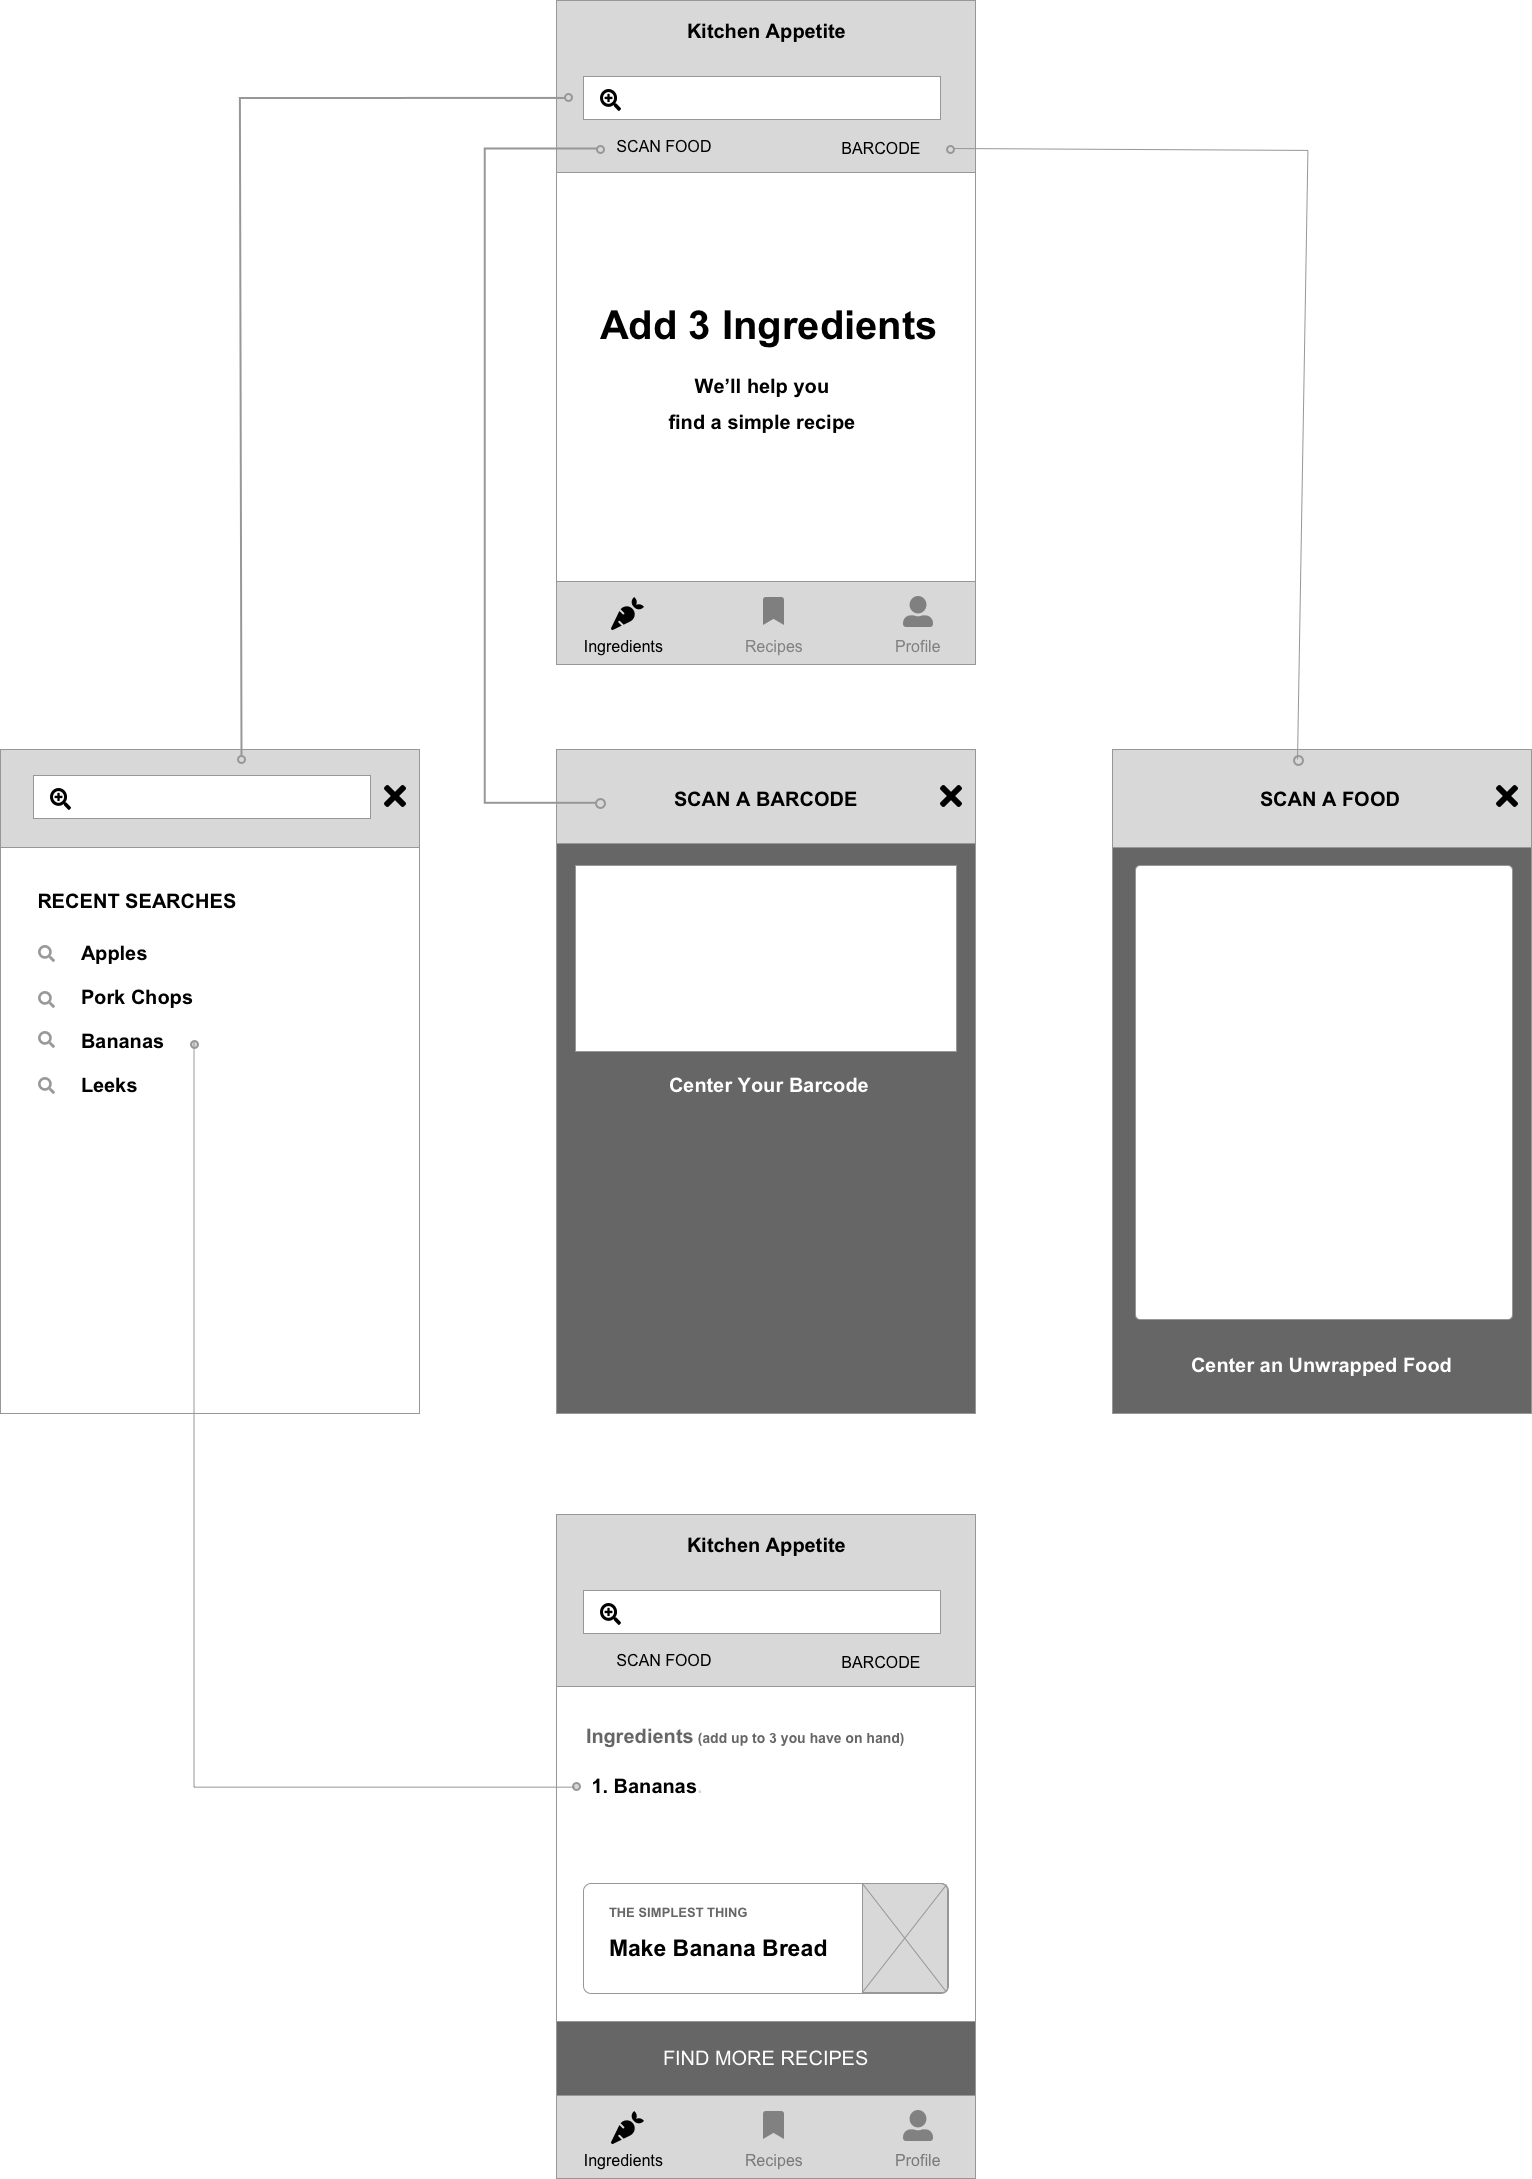 Kitchen Appetite
SCAN FOOD
BARCODE
Add 3 Ingredients
We'll help you
find a simple recipe
Ingredients
Recipes
Profile
RECENT SEARCHES
Apples
Pork Chops
Bananas
Leeks
SCAN A BARCODE
Center Your Barcode
SCAN A FOOD
Center an Unwrapped Food
Kitchen Appetite
SCAN FOOD
BARCODE
Ingredients (add up to 3 you have on hand)
1. Bananas
THE SIMPLEST THING
Make Banana Bread
FIND MORE RECIPES
Ingredients
Recipes
Profile